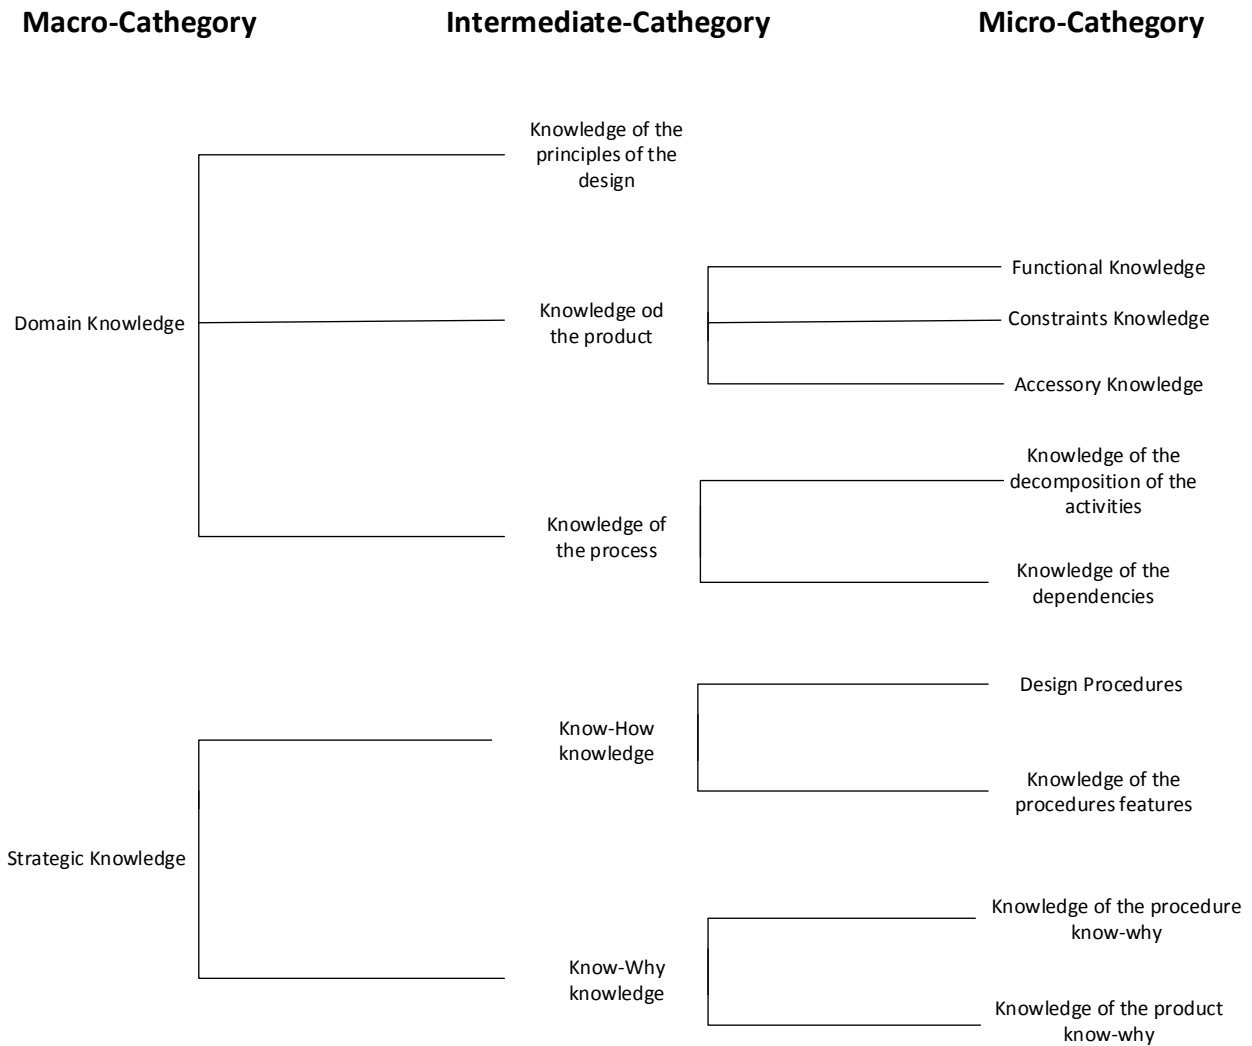 Macro-Cathegory
Intermediate-Cathegory
Micro-Cathegory
Knowledge of the
principles of the
design
Domain Knowledge
Knowledge od
the product
Functional Knowledge
Constraints Knowledge
Accessory Knowledge
Knowledge of
the process
Knowledge of the
decomposition of the
activities
Knowledge of the
dependencies
Strategic Knowledge
Know-How
knowledge
Design Procedures
Knowledge of the
procedures features
Know-Why
knowledge
Knowledge of the procedure
know-why
Knowledge of the product
know-why